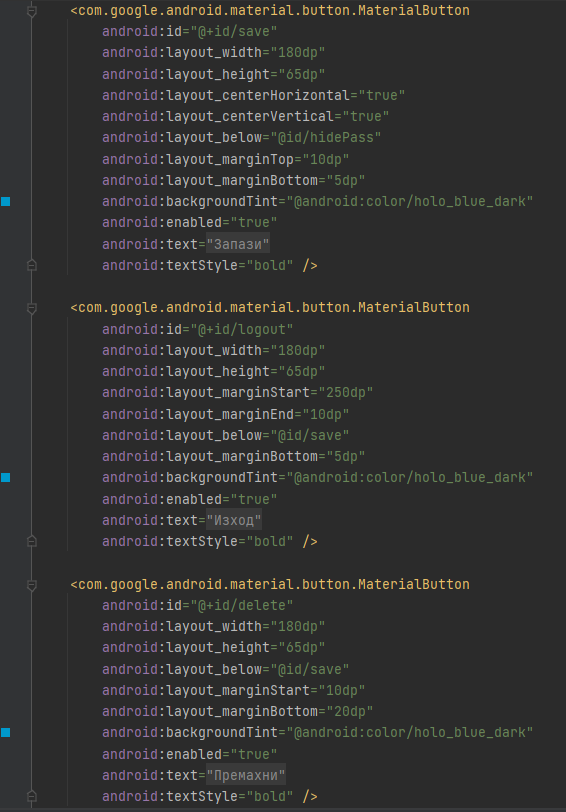 <com.google.android.material.button.MaterialButton
android:id="@+id/save"
android:layout_width="180dp"
android:layout_height="65dp"
android:layout_centerHorizontal="true"
android:layout_centerVertical="true"
android:layout_below="@id/hidePass"
android:layout_marginTop="10dp"
android:layout_marginBottom="5dp"
android:backgroundTint="@android:color/holo_blue_dark"
android:enabled="true"
android:text="Запази"
android:textStyle="bold" />
<com.google.android.material.button.MaterialButton
android:id="@+id/logout"
android:layout_width="180dp"
android:layout_height="65dp"
android:layout_marginStart="250dp"
android:layout_marginEnd="10dp"
android:layout_below="@id/save"
android:layout_marginBottom="5dp"
android:backgroundTint="@android:color/holo_blue_dark"
android:enabled="true"
android:text="Изход"
android:textStyle="bold" />
<com.google.android.material.button.MaterialButton
android:id="@+id/delete"
android:layout_width="180dp"
android:layout_height="65dp"
android:layout_below="@id/save"
android:layout_marginStart="10dp"
android:layout_marginBottom="20dp"
android:backgroundTint="@android:color/holo_blue_dark"
android:enabled="true"
android:text="Премахни"
android:textStyle="bold" />